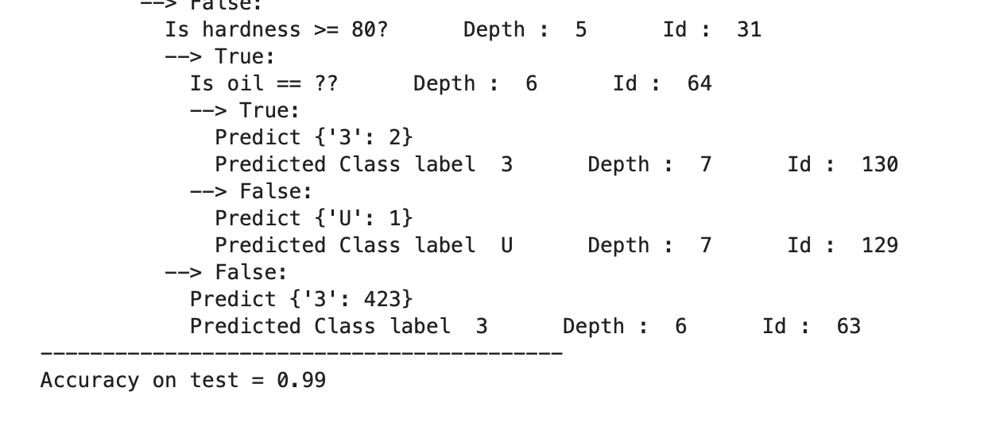 --> False:
Is hardness >= 80? Depth : 5 Id : 31
--> True:
Is oil == ?? Depth : 6 Id : 64
--> True:
Predict {'3': 2}
Predicted Class label 3 Depth : 7 Id : 130
--> False:
Predict {'U': 1}
Predicted Class label U Depth : 7 Id : 129
--> False:
Predict {'3': 423}
Predicted Class label 3 Depth : 6 Id : 63
------------------------------------------
Accuracy on test = 0.99